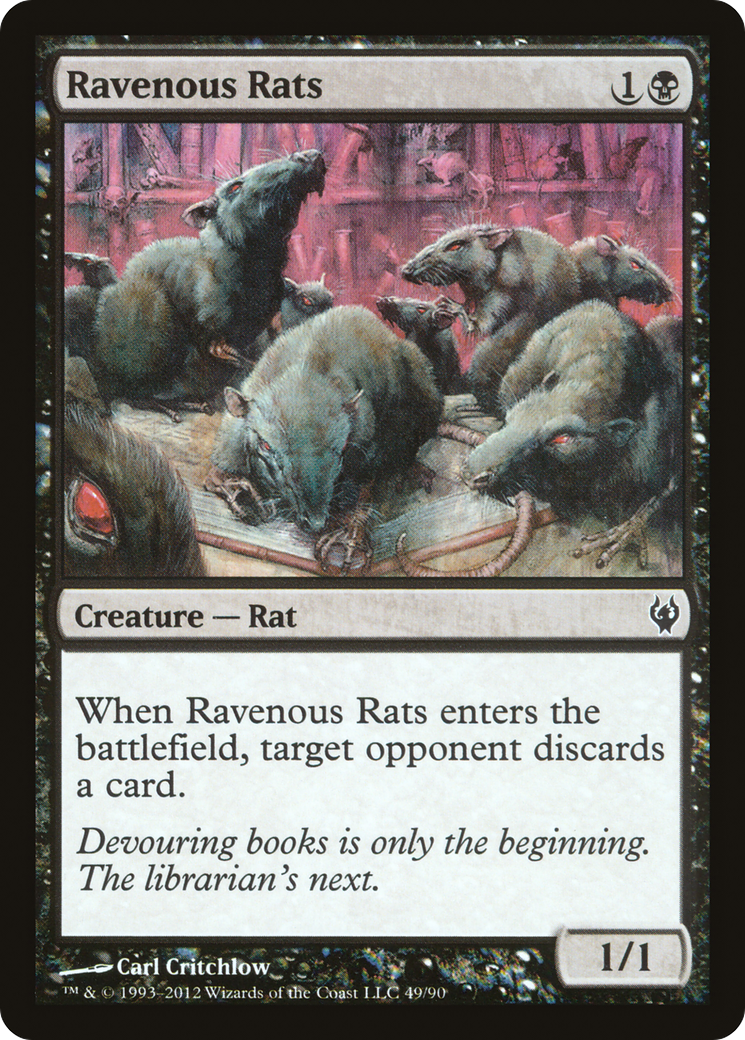 Ravenous Rats 1
Creature — Rat
When Ravenous Rats enters the
battlefield, target opponent discards
a card.
Devouring books is only the beginning.
The librarian's next.
1/1
Carl Critchlow
™ & © 1993–2012 Wizards of the Coast LLC 49/90